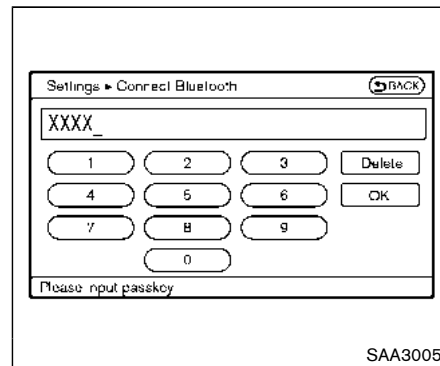 Settings ▸ Connect Bluetooth BACK
XXXX_
1 2 3 Delete
4 5 6 OK
7 8 9
0
Please input passkey
SAA3005